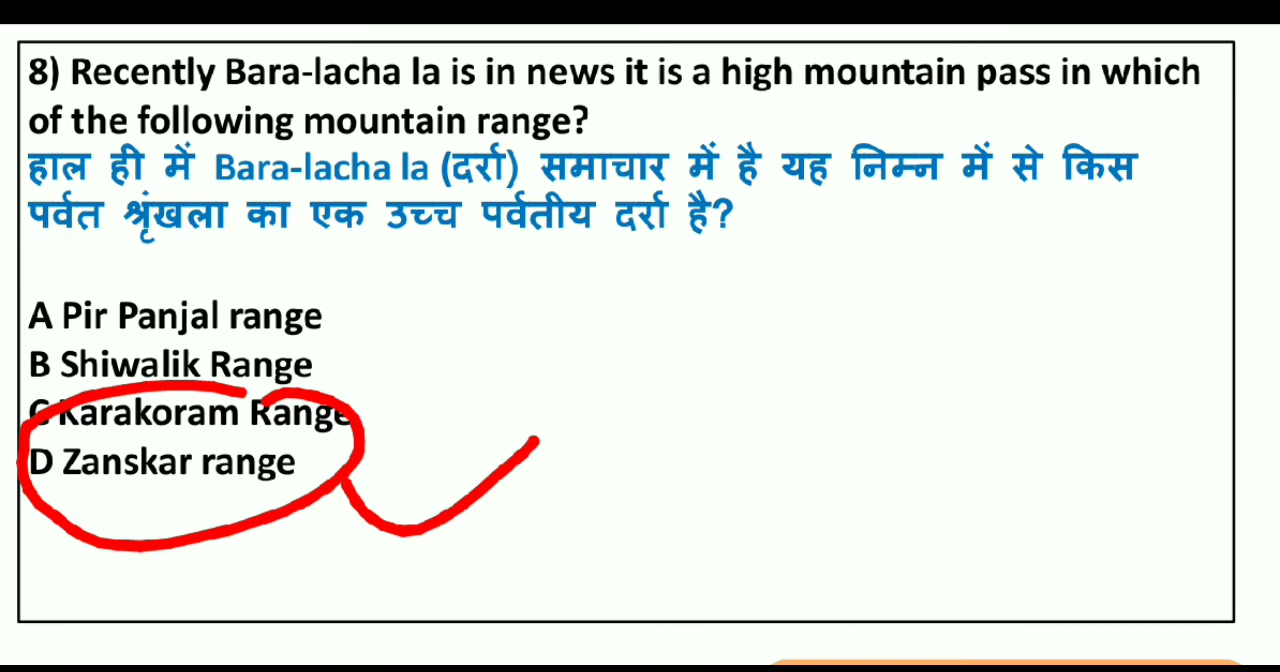 8) Recently Bara-lacha la is in news it is a high mountain pass in which
of the following mountain range?
हाल ही में Bara-lacha la (दर्रा) समाचार में है यह निम्न में से किस
पर्वत श्रृंखला का एक उच्च पर्वतीय दर्रा है?
A Pir Panjal range
B Shiwalik Range
C Karakoram Range
D Zanskar range